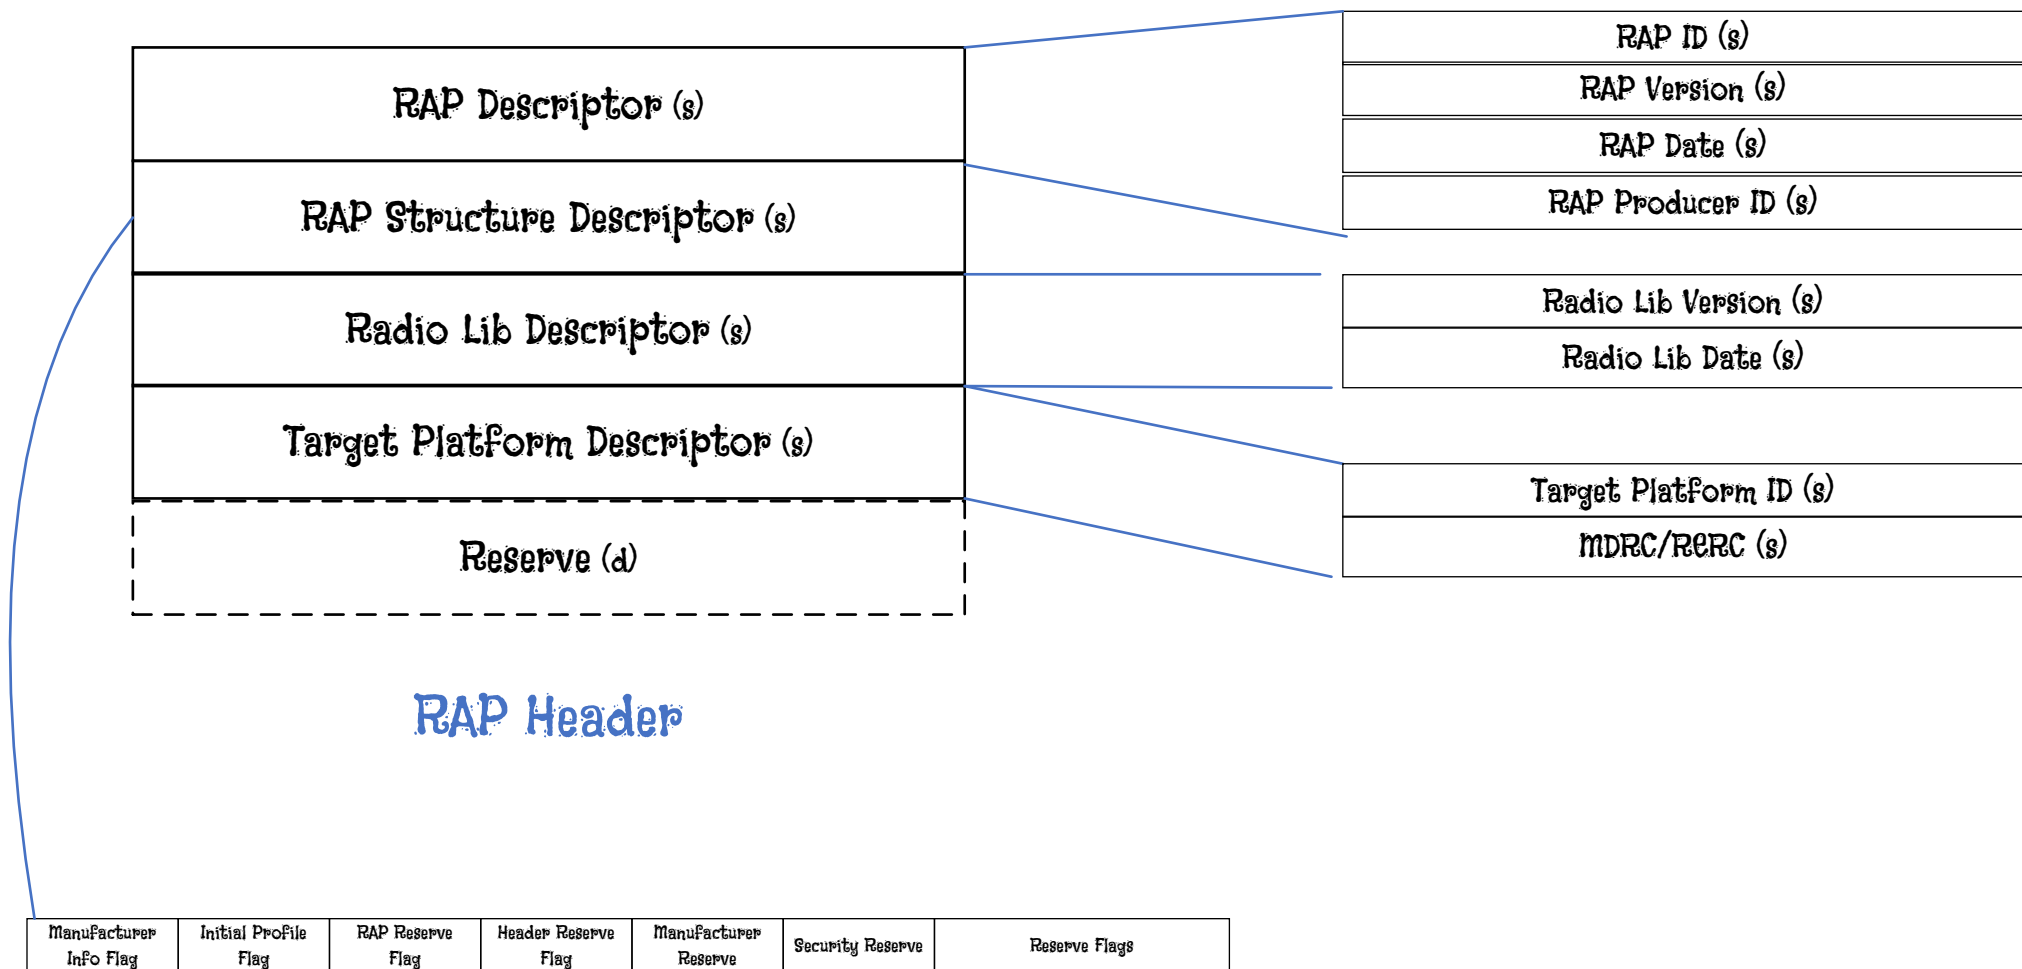 RAP Descriptor (s)
RAP Structure Descriptor (s)
Radio Lib Descriptor (s)
Target Platform Descriptor (s)
Reserve (d)
RAP Header
RAP ID (s)
RAP Version (s)
RAP Date (s)
RAP Producer ID (s)
Radio Lib Version (s)
Radio Lib Date (s)
Target Platform ID (s)
MDRC/RERC (s)
Manufacturer
Info Flag
Initial Profile
Flag
RAP Reserve
Flag
Header Reserve
Flag
Manufacturer
Reserve
Security Reserve
Reserve Flags